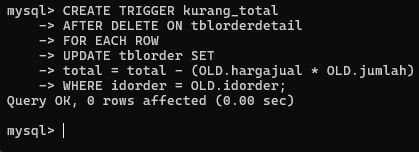 mysql> CREATE TRIGGER kurang_total
    -> AFTER DELETE ON tblorderdetail
    -> FOR EACH ROW
    -> UPDATE tblorder SET
    -> total = total - (OLD.hargajual * OLD.jumlah)
    -> WHERE idorder = OLD.idorder;
Query OK, 0 rows affected (0.00 sec)
mysql>